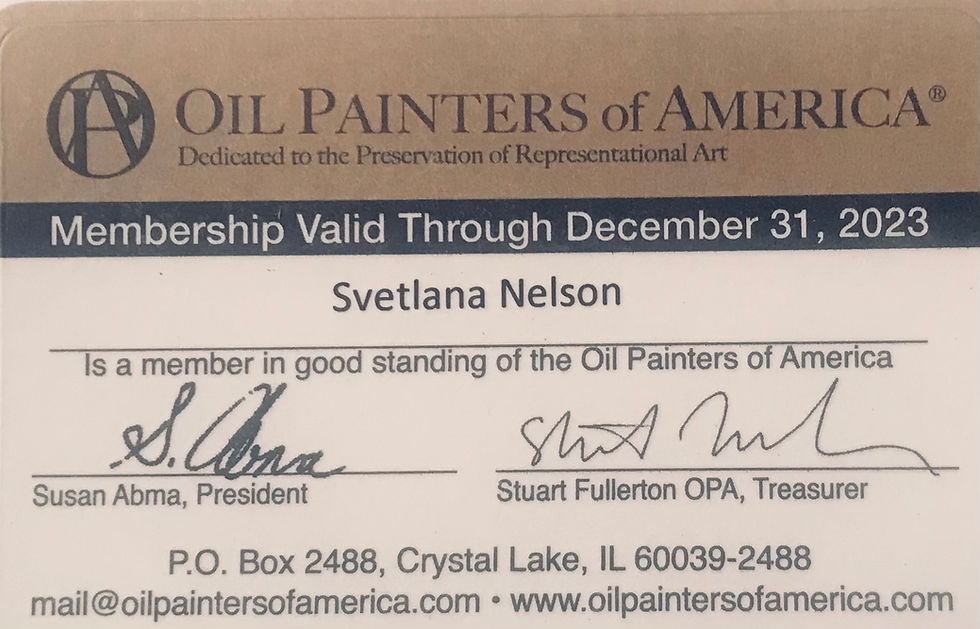 OIL PAINTERS of AMERICA®
Dedicated to the Preservation of Representational Art
Membership Valid Through December 31, 2023
Svetlana Nelson
Is a member in good standing of the Oil Painters of America
S. Abma
Susan Abma, President
Stuart Fullerton OPA, Treasurer
P.O. Box 2488, Crystal Lake, IL 60039-2488
mail@oilpaintersofamerica.com • www.oilpaintersofamerica.com